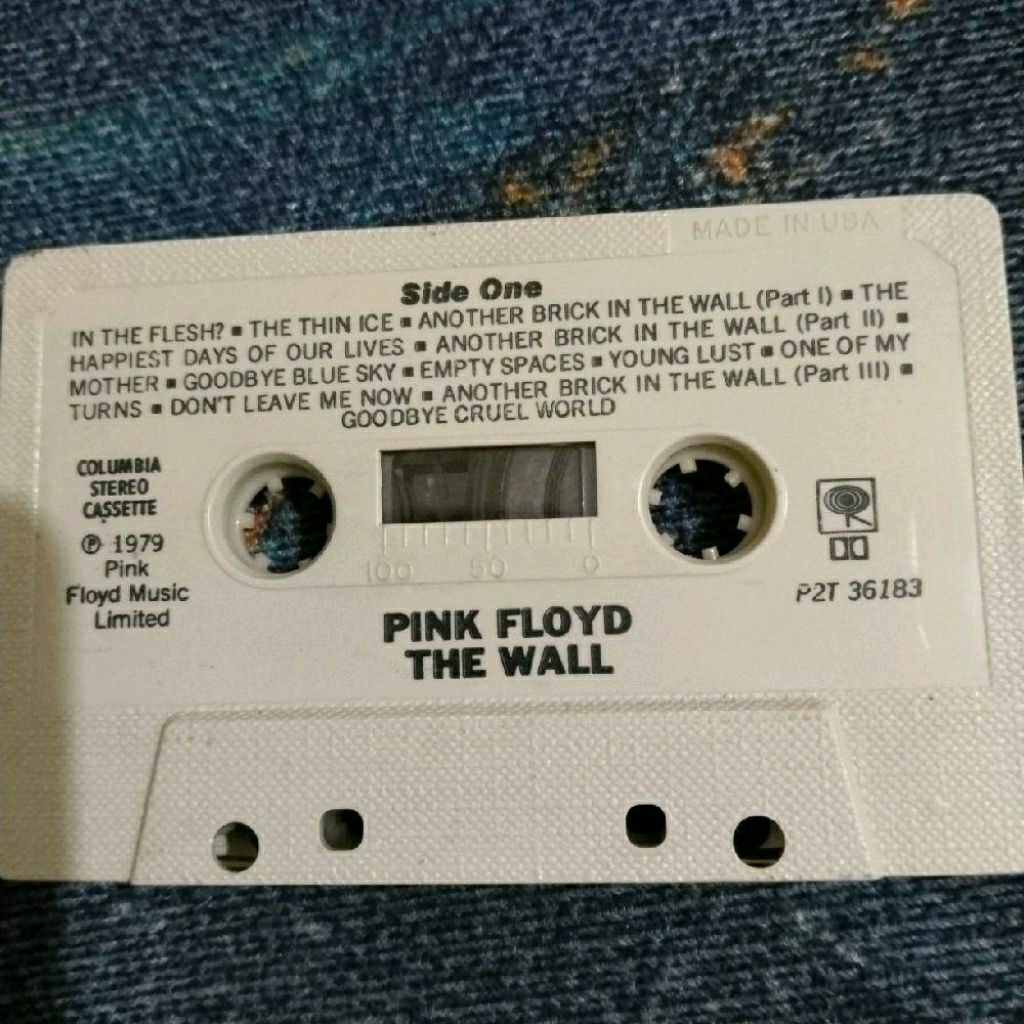 MADE IN USA
Side One
IN THE FLESH? ▪ THE THIN ICE ▪ ANOTHER BRICK IN THE WALL (Part I) ▪ THE
HAPPIEST DAYS OF OUR LIVES ▪ ANOTHER BRICK IN THE WALL (Part II) ▪
MOTHER ▪ GOODBYE BLUE SKY ▪ EMPTY SPACES ▪ YOUNG LUST ▪ ONE OF MY
TURNS ▪ DON'T LEAVE ME NOW ▪ ANOTHER BRICK IN THE WALL (Part III) ▪
GOODBYE CRUEL WORLD
COLUMBIA
STEREO
CASSETTE
℗ 1979
Pink
Floyd Music
Limited
100 50 0
P2T 36183
PINK FLOYD
THE WALL